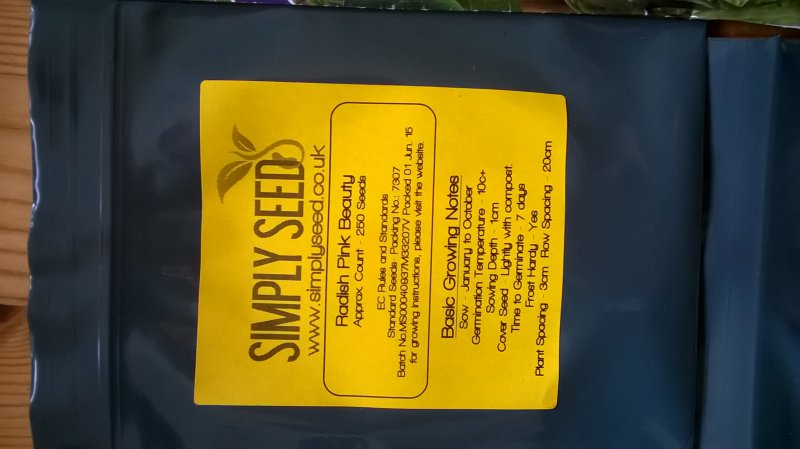 SIMPLY SEED
www.simplyseed.co.uk
Radish Pink Beauty
Approx. Count - 250 Seeds
EC Rules and Standards
Standard Seeds - Packing No.: 7307
Batch No.MS00040937M33207V Packed 01 Jun. 15
for growing instructions, please visit the website.
Basic Growing Notes
Sow - January to October
Germination Temperature - 10c+
Sowing Depth - 1cm
Cover Seed - Lightly with compost.
Time to Germinate - 7 days
Frost Hardy - Yes
Plant Spacing - 3cm Row Spacing - 20cm